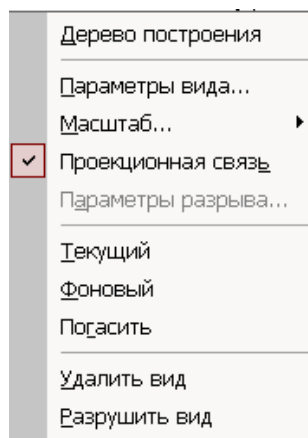 Дерево построения
Параметры вида...
Масштаб...
Проекционная связь
Параметры разрыва...
Текущий
Фоновый
Погасить
Удалить вид
Разрушить вид